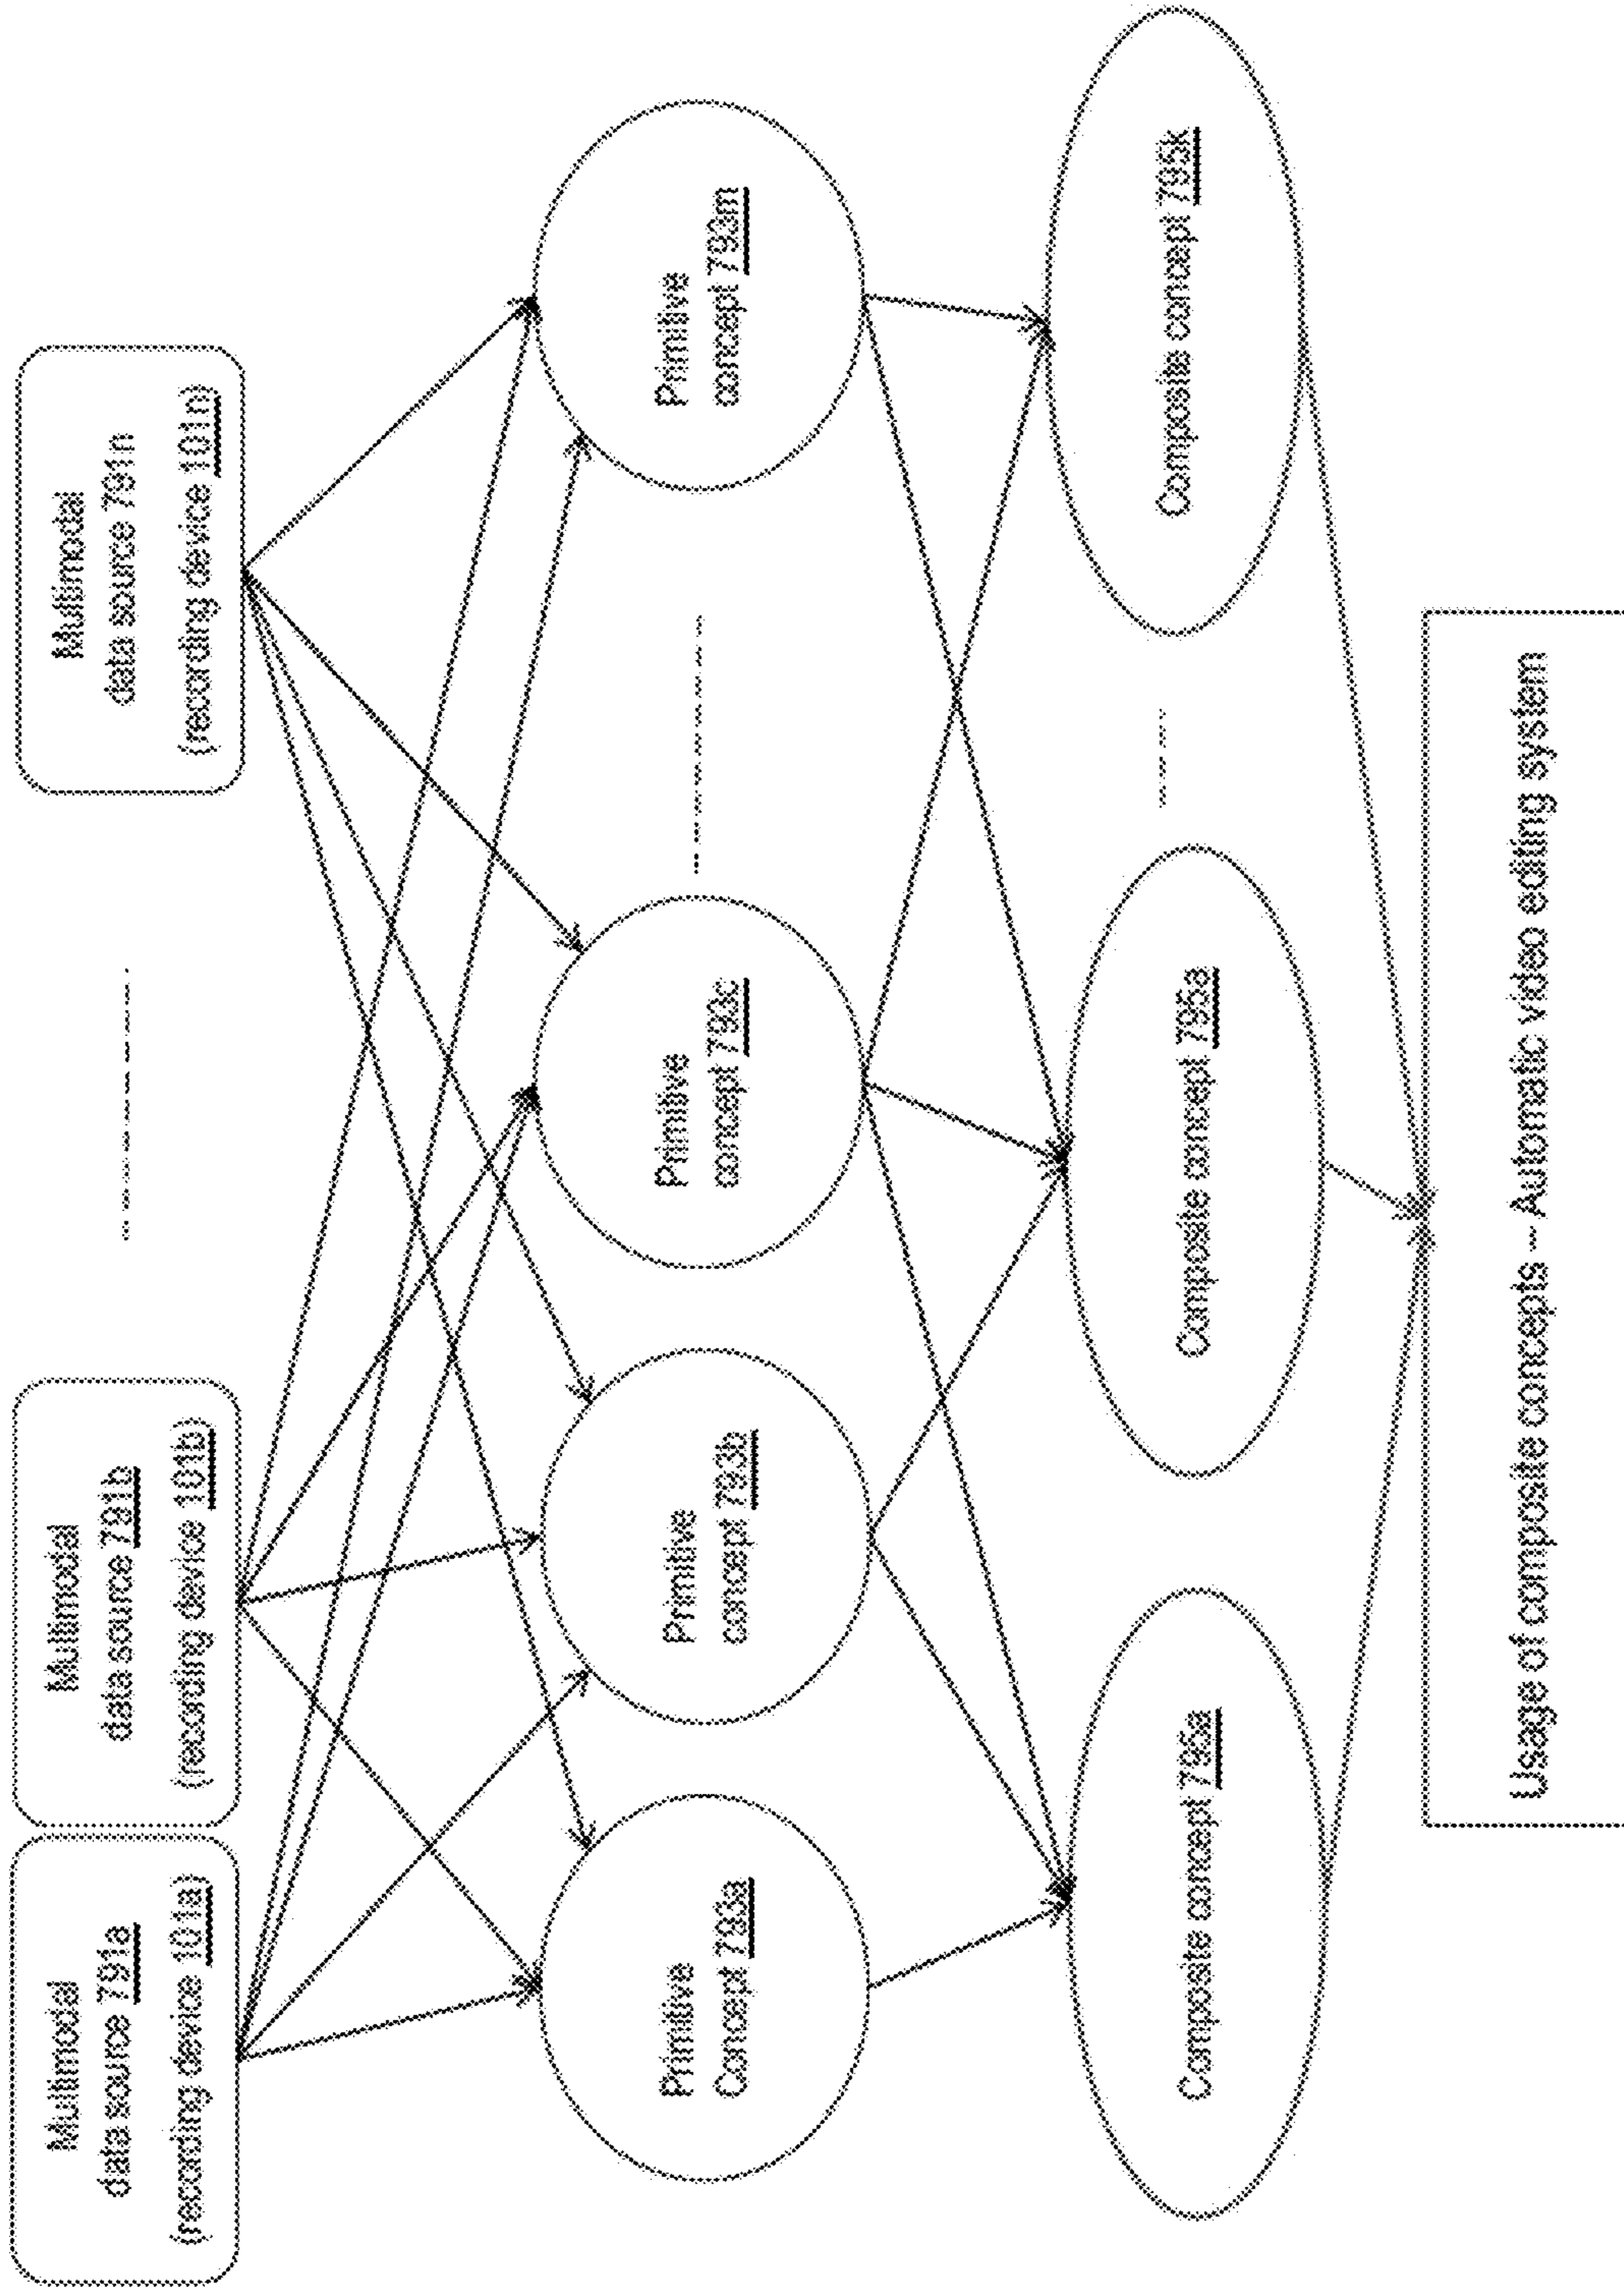 Multimodal
data source 791a
(recording device 101a)
Multimodal
data source 791b
(recording device 101b)
Multimodal
data source 791n
(recording device 101n)
Primitive
Concept 793a
Primitive
concept 793b
Primitive
concept 793c
Primitive
concept 793m
Composite concept 795a
Composite concept 795a
Composite concept 795k
Usage of composite concepts – Automatic video editing system